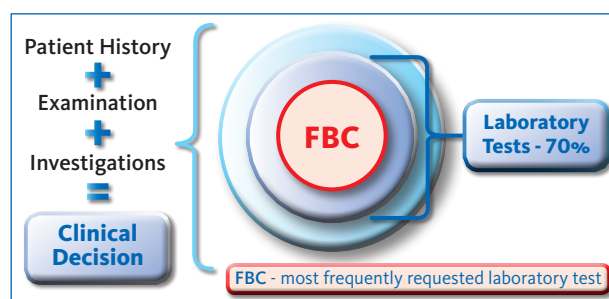 Patient History
+
Examination
+
Investigations
=
Clinical
Decision
FBC
Laboratory
Tests - 70%
FBC - most frequently requested laboratory test